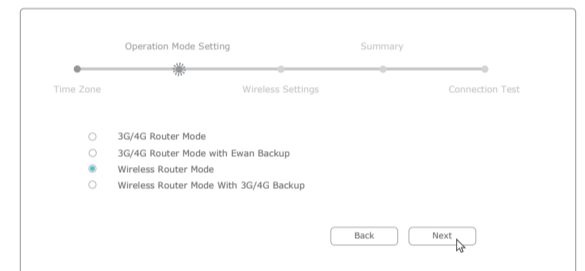 Operation Mode Setting Summary
Time Zone Wireless Settings Connection Test
3G/4G Router Mode
3G/4G Router Mode with Ewan Backup
Wireless Router Mode
Wireless Router Mode With 3G/4G Backup
Back Next